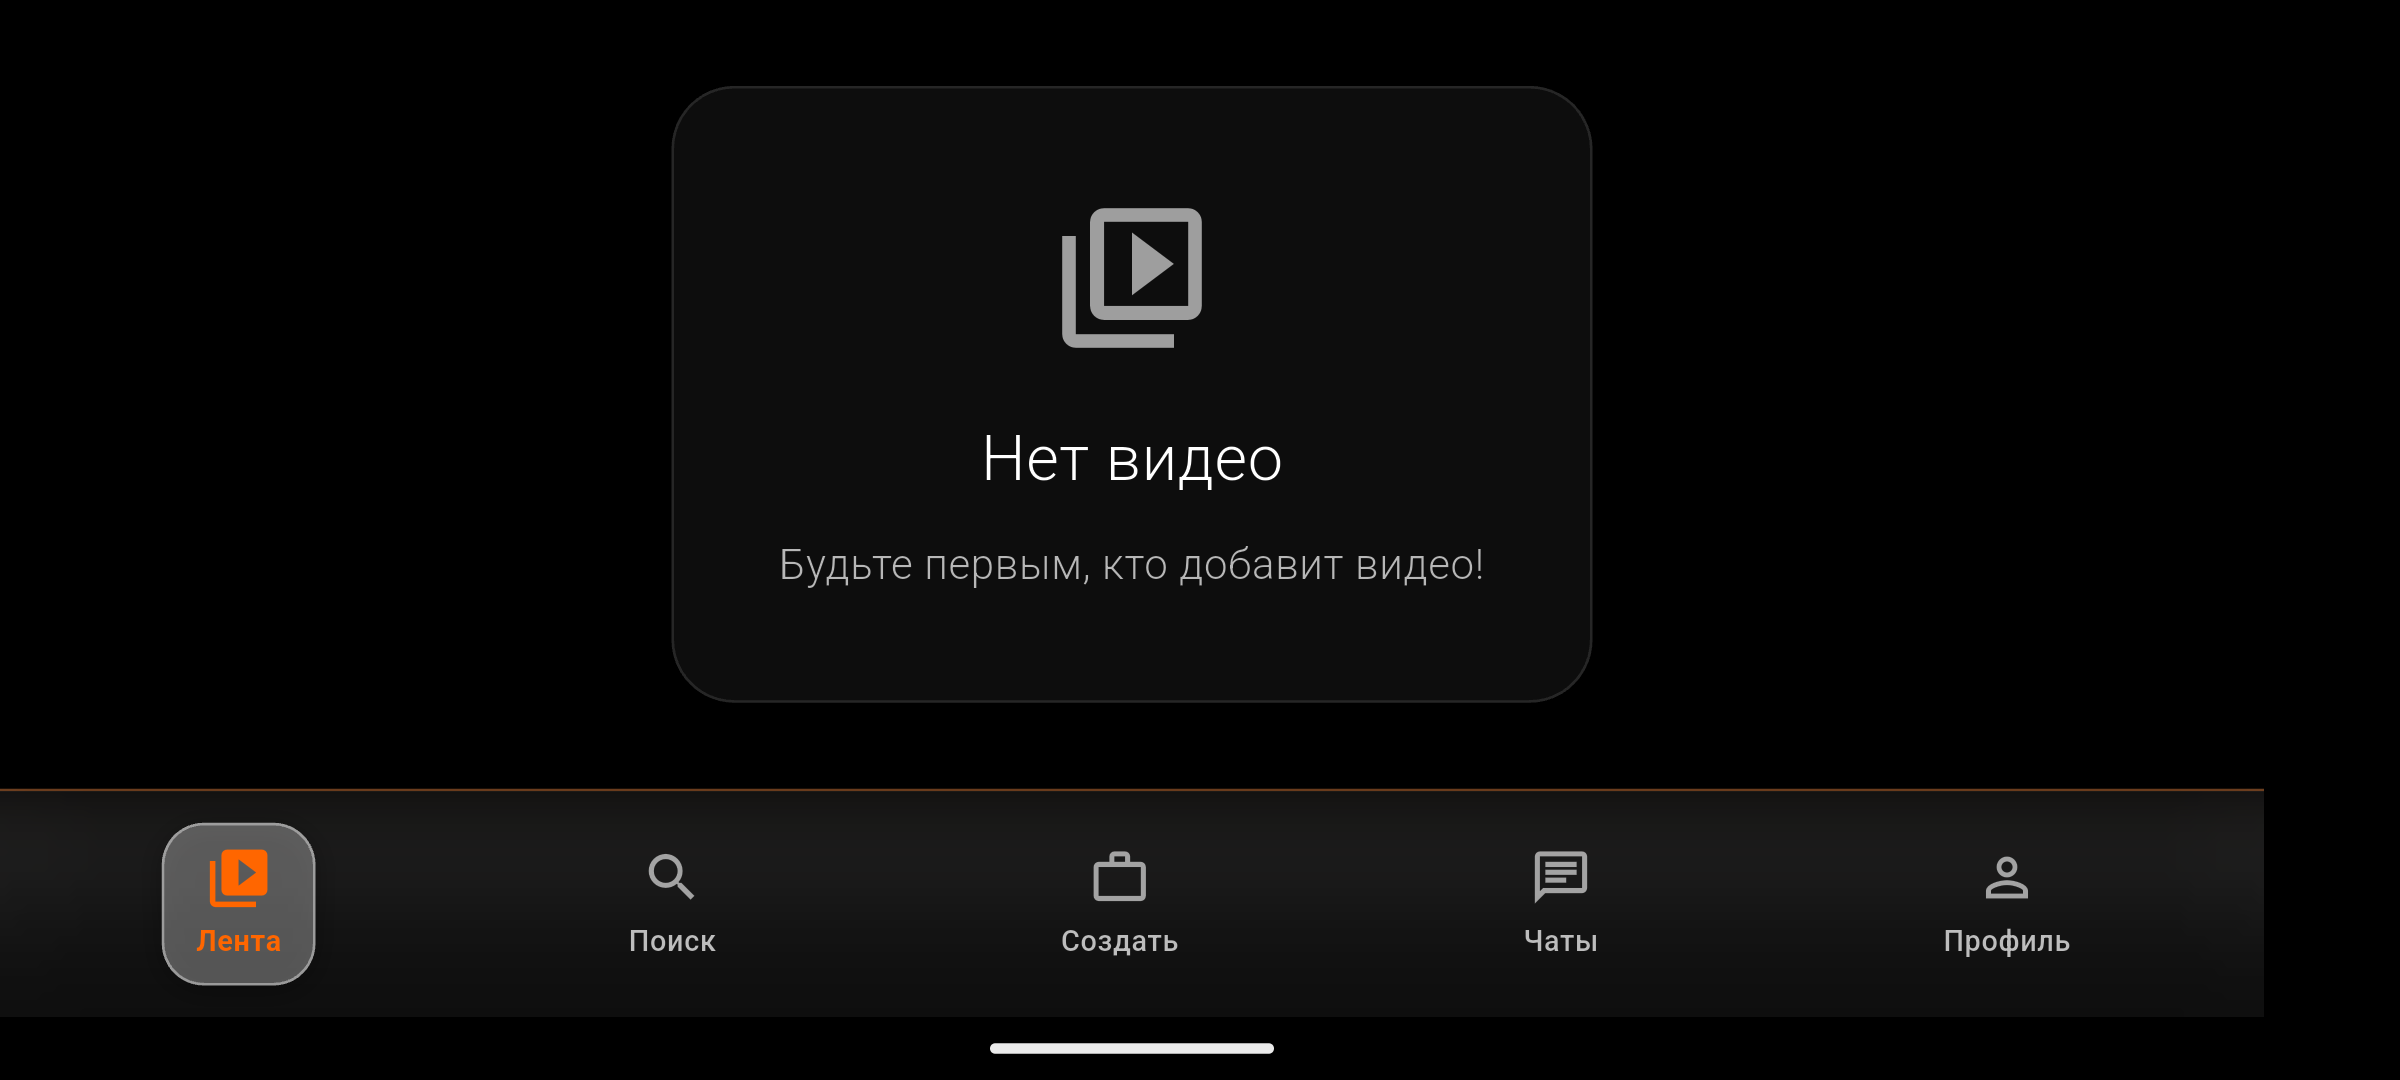 Нет видео
Будьте первым, кто добавит видео!
Лента
Поиск
Создать
Чаты
Профиль